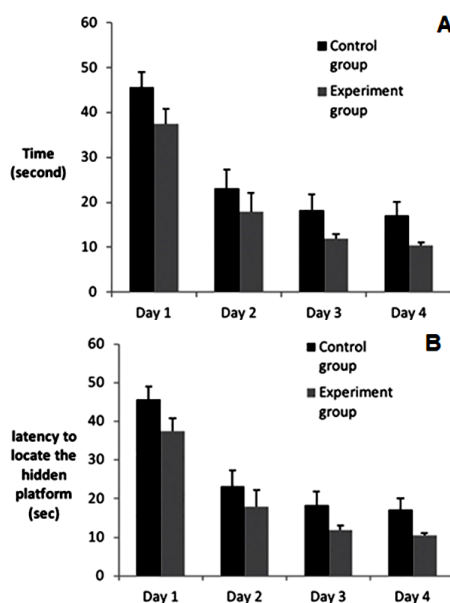 A
60
50
40
30
20
10
0
Time
(second)
Control
group
Experiment
group
Day 1 Day 2 Day 3 Day 4
B
60
50
40
30
20
10
0
latency to
locate the
hidden
platform
(sec)
Control
group
Experiment
group
Day 1 Day 2 Day 3 Day 4